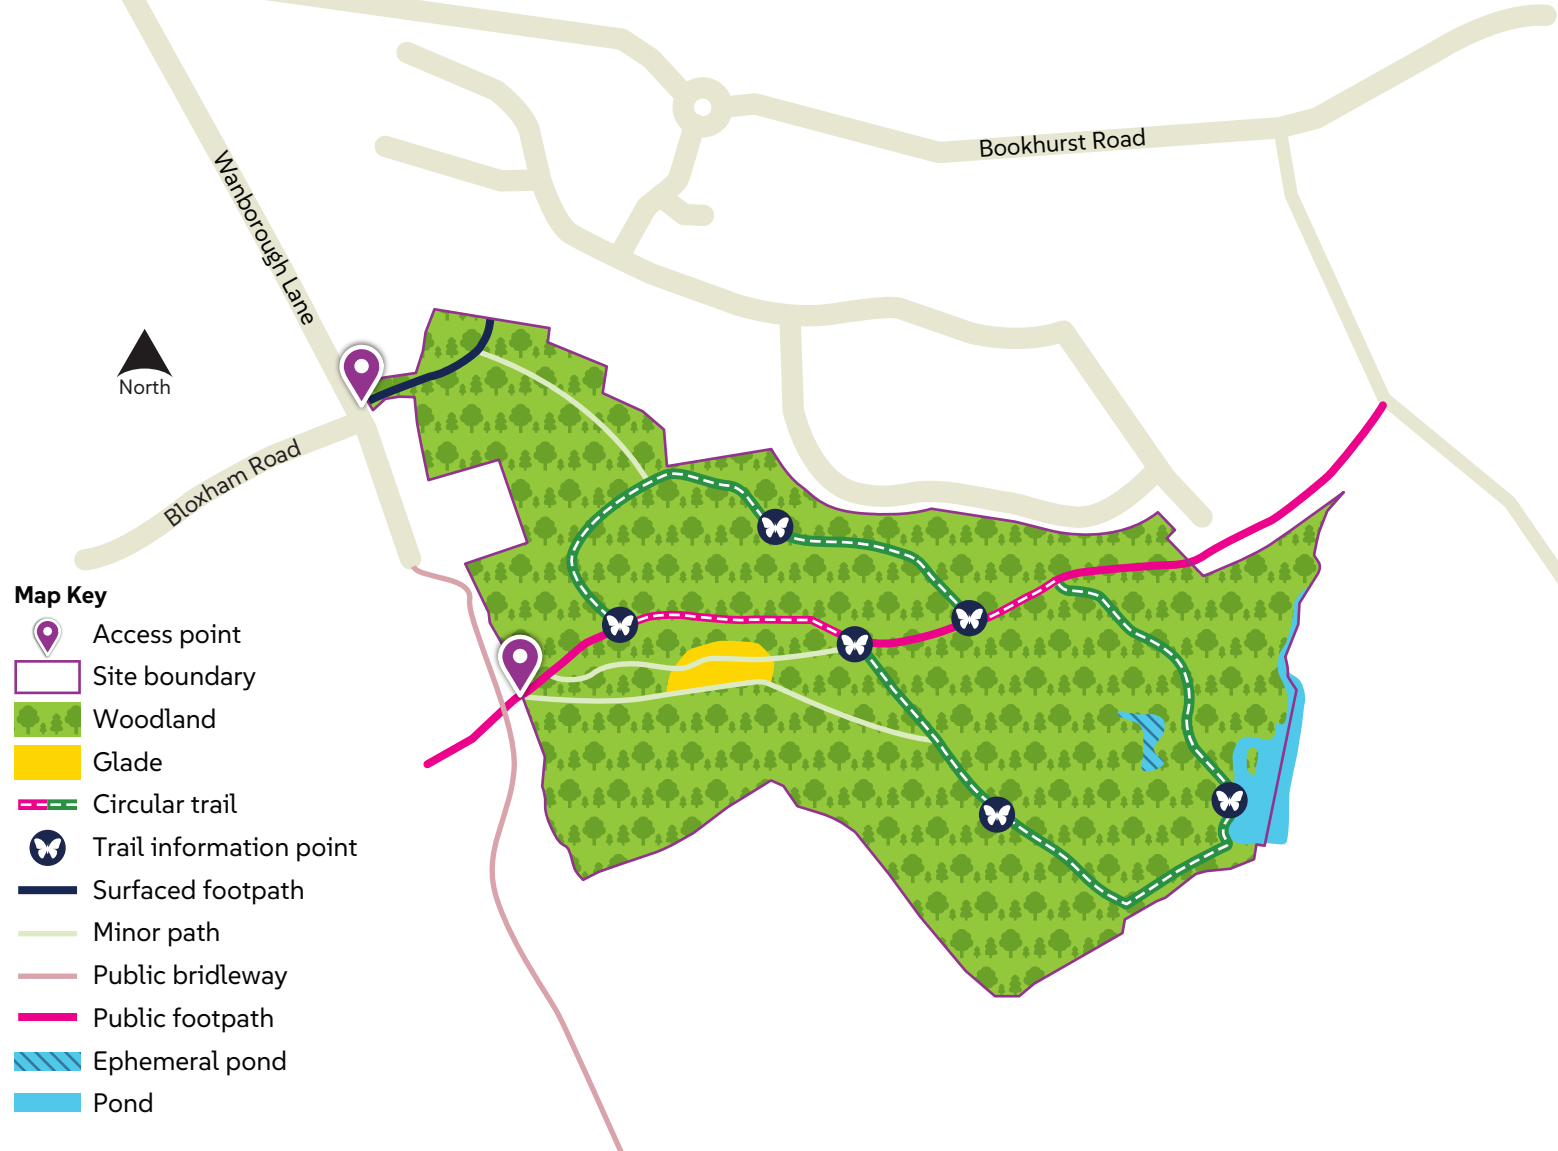 Bookhurst Road
Wanborough Lane
North
Bloxham Road
Map Key
Access point
Site boundary
Woodland
Glade
Circular trail
Trail information point
Surfaced footpath
Minor path
Public bridleway
Public footpath
Ephemeral pond
Pond